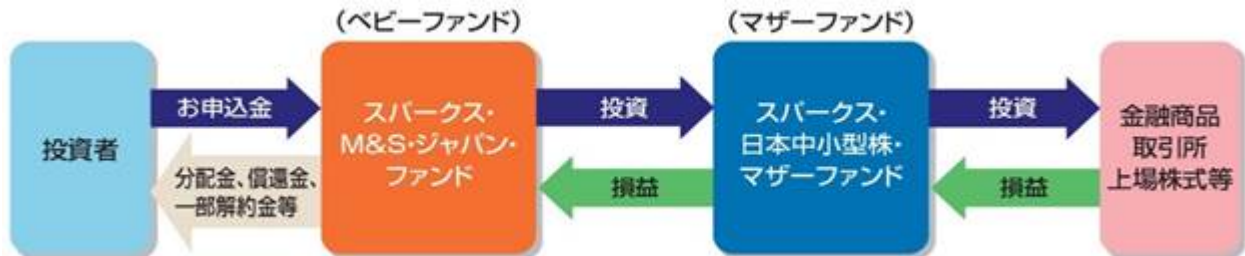 (ベビーファンド)
(マザーファンド)
投資者
お申込金
分配金、償還金、
一部解約金等
スパークス・
M&S・ジャパン・
ファンド
投資
損益
スパークス・
日本中小型株・
マザーファンド
投資
損益
金融商品
取引所
上場株式等